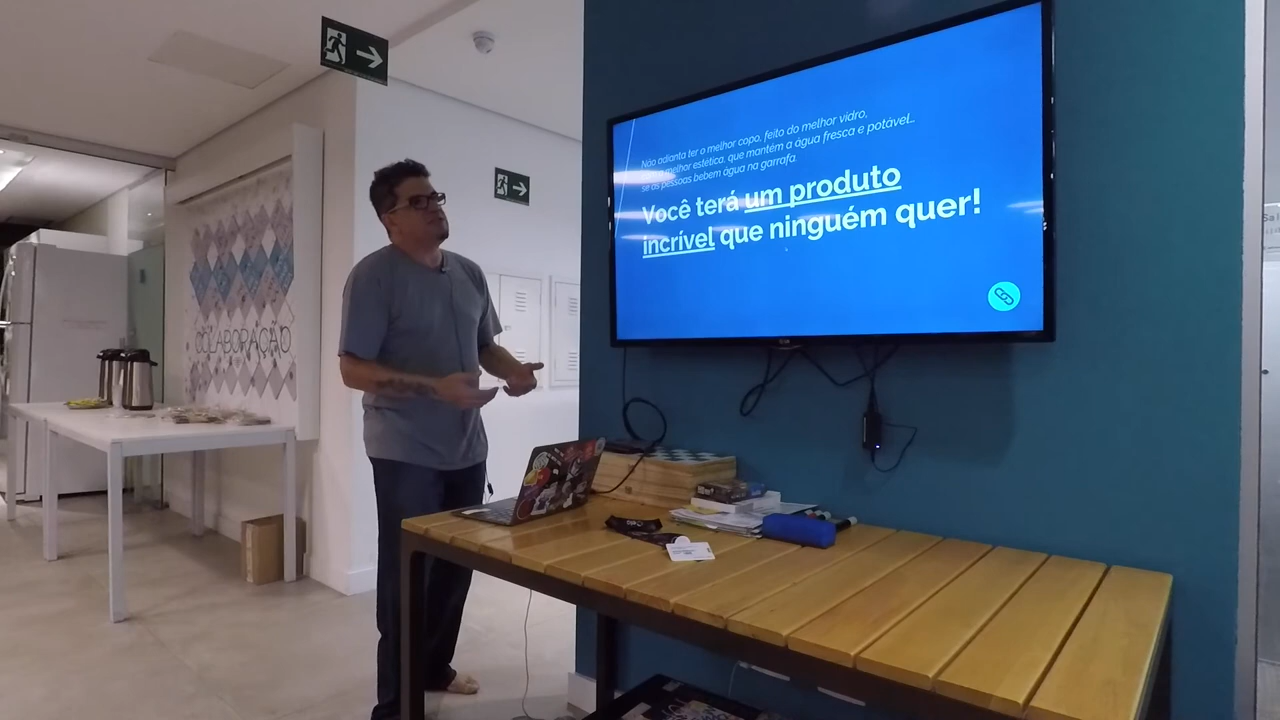 Não adianta ter o melhor copo, feito do melhor vidro,
melhor estética, que mantém a água fresca e potável...
se as pessoas bebem água na garrafa.
Você terá um produto
incrível que ninguém quer!
COLABORAÇÃO